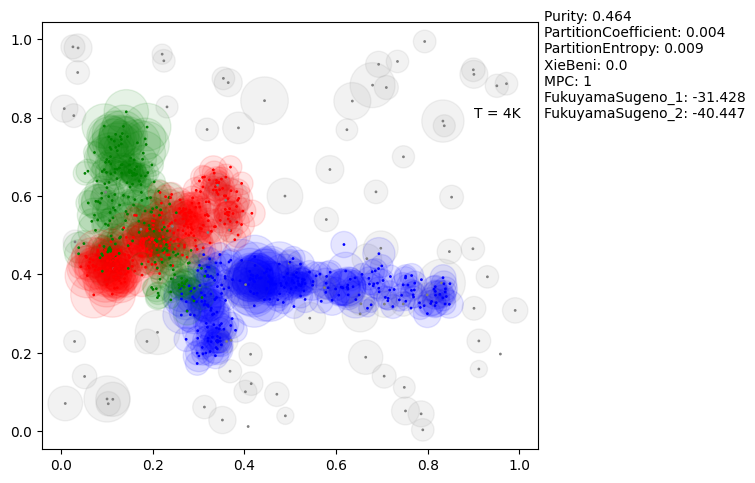 Purity: 0.464
PartitionCoefficient: 0.004
PartitionEntropy: 0.009
XieBeni: 0.0
MPC: 1
FukuyamaSugeno_1: -31.428
FukuyamaSugeno_2: -40.447
T = 4K
1.0
0.8
0.6
0.4
0.2
0.0
0.0 0.2 0.4 0.6 0.8 1.0